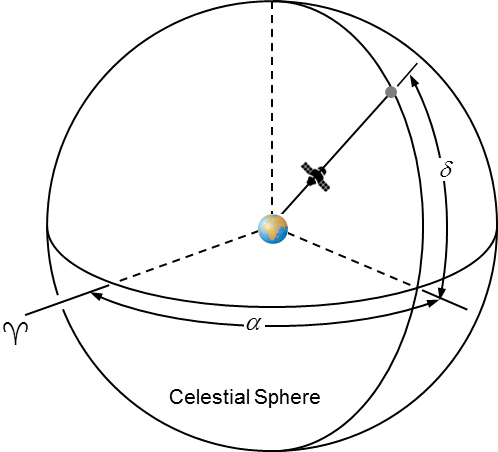 δ
α
♈
Celestial Sphere